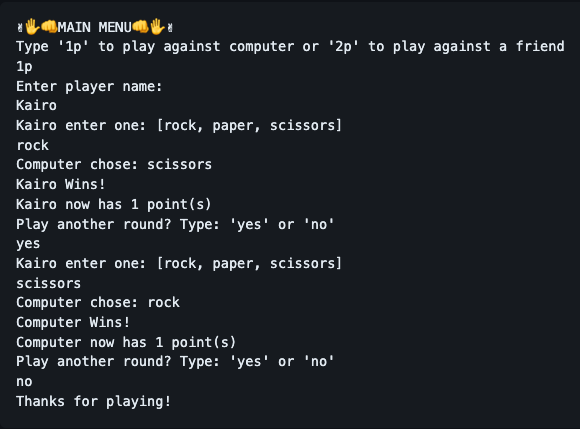 ✌🖐👊MAIN MENU👊🖐✌
Type '1p' to play against computer or '2p' to play against a friend
1p
Enter player name:
Kairo
Kairo enter one: [rock, paper, scissors]
rock
Computer chose: scissors
Kairo Wins!
Kairo now has 1 point(s)
Play another round? Type: 'yes' or 'no'
yes
Kairo enter one: [rock, paper, scissors]
scissors
Computer chose: rock
Computer Wins!
Computer now has 1 point(s)
Play another round? Type: 'yes' or 'no'
no
Thanks for playing!